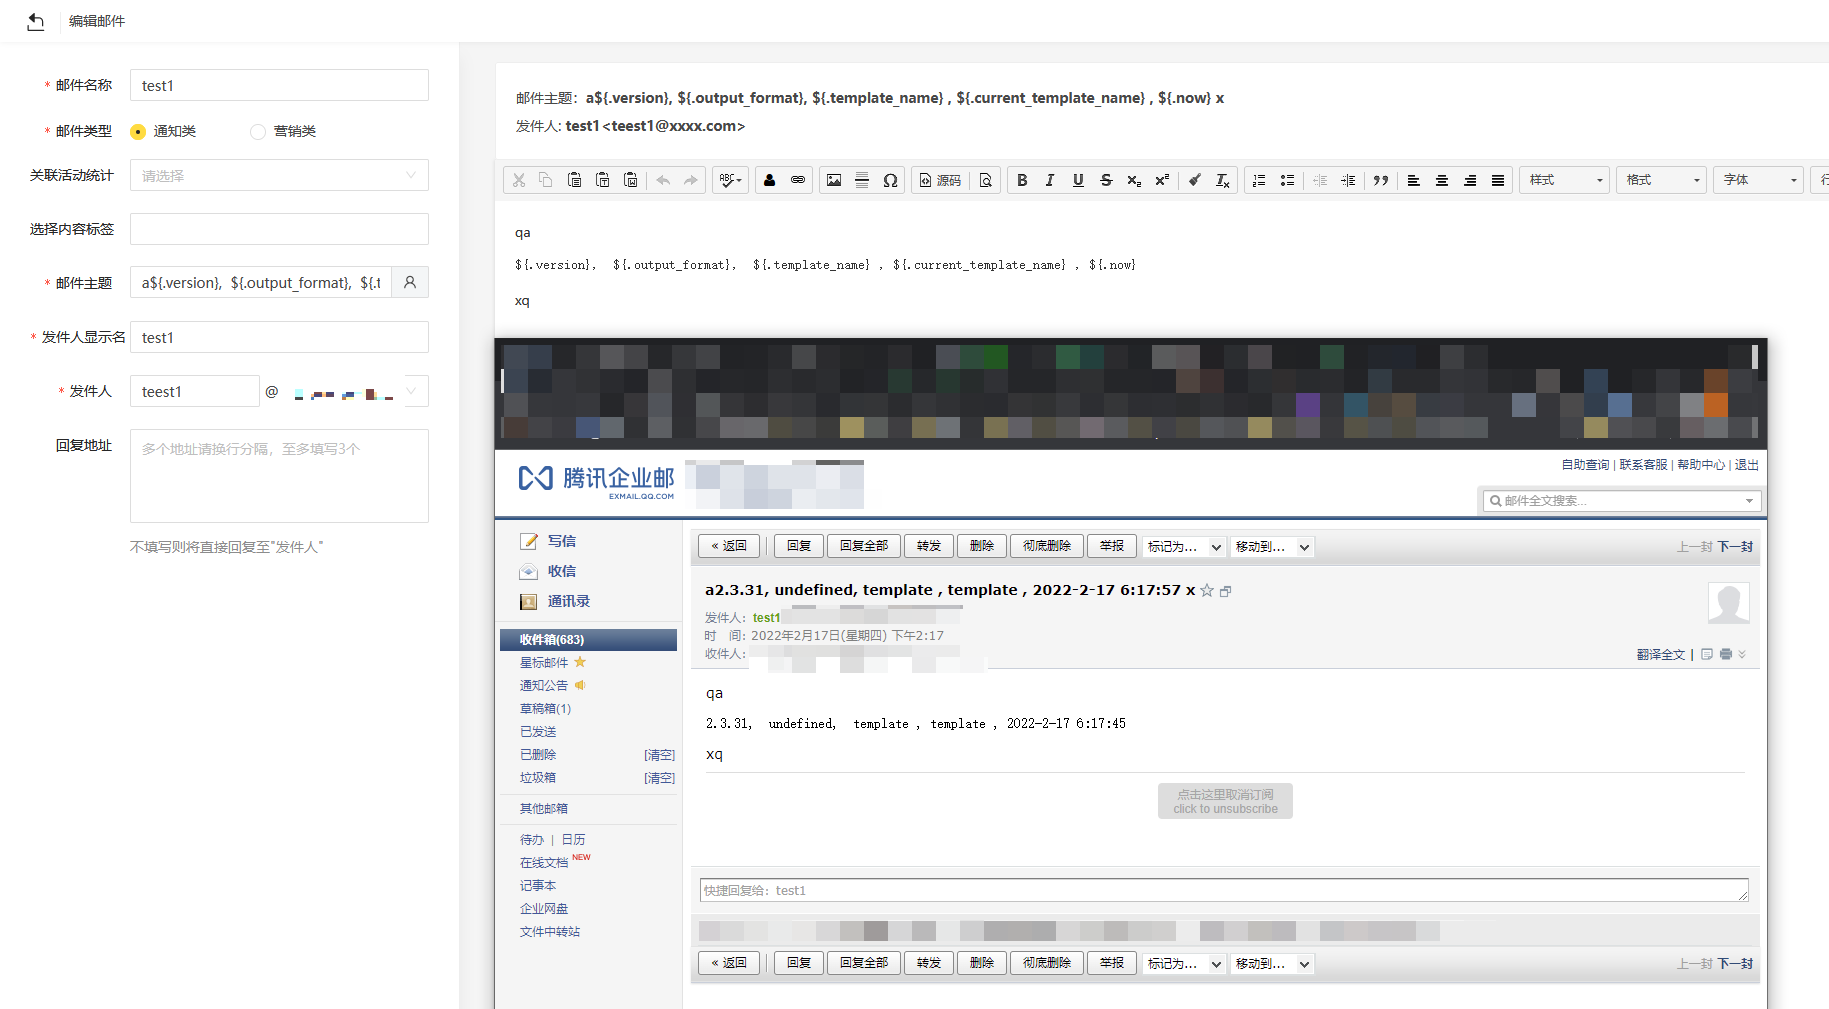 编辑邮件
* 邮件名称 test1
* 邮件类型 通知类 营销类
关联活动统计 请选择
选择内容标签
* 邮件主题 a${.version}, ${.output_format}, ${.t
* 发件人显示名 test1
* 发件人 teest1 @
回复地址 多个地址请换行分隔，至多填写3个
不填写则将直接回复至"发件人"
邮件主题: a${.version}, ${.output_format}, ${.template_name} , ${.current_template_name} , ${.now} x
发件人: test1<teest1@xxxx.com>
ABC 源码 B I U S x₂ x² Tx 样式 格式 字体 行
qa
${.version}, ${.output_format}, ${.template_name} , ${.current_template_name} , ${.now}
xq
腾讯企业邮
EXMAIL.QQ.COM
自助查询 | 联系客服 | 帮助中心 | 退出
邮件全文搜索...
写信
收信
通讯录
收件箱(683)
星标邮件
通知公告
草稿箱(1)
已发送
已删除 [清空]
垃圾箱 [清空]
其他邮箱
待办 | 日历
在线文档 NEW
记事本
企业网盘
文件中转站
« 返回 回复 回复全部 转发 删除 彻底删除 举报 标记为... 移动到... 上一封 下一封
a2.3.31, undefined, template , template , 2022-2-17 6:17:57 x
发件人: test1
时 间: 2022年2月17日(星期四) 下午2:17
收件人:
翻译全文 |
qa
2.3.31, undefined, template , template , 2022-2-17 6:17:45
xq
点击这里取消订阅
click to unsubscribe
快捷回复给: test1
« 返回 回复 回复全部 转发 删除 彻底删除 举报 标记为... 移动到... 上一封 下一封